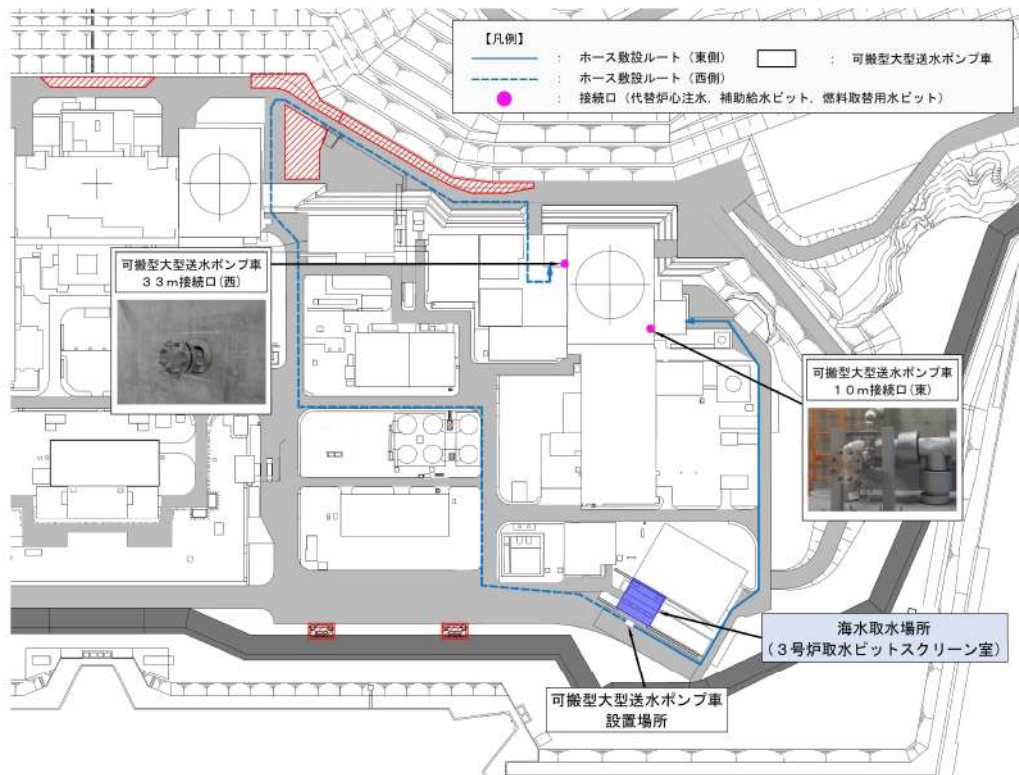 【凡例】
： ホース敷設ルート（東側） ： 可搬型大型送水ポンプ車
： ホース敷設ルート（西側）
： 接続口（代替炉心注水，補助給水ピット，燃料取替用水ピット）
可搬型大型送水ポンプ車
３３ｍ接続口(西)
可搬型大型送水ポンプ車
１０ｍ接続口(東)
海水取水場所
（３号炉取水ピットスクリーン室）
可搬型大型送水ポンプ車
設置場所